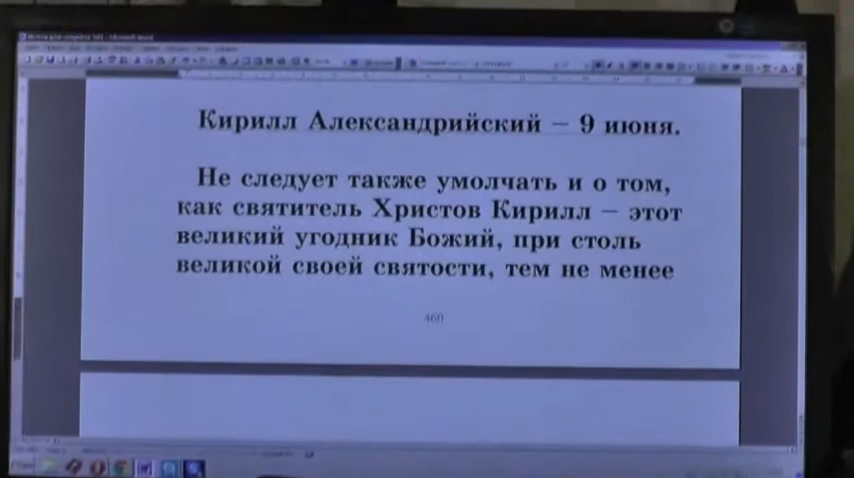 Кирилл Александрийский – 9 июня.
Не следует также умолчать и о том,
как святитель Христов Кирилл – этот
великий угодник Божий, при столь
великой своей святости, тем не менее
460